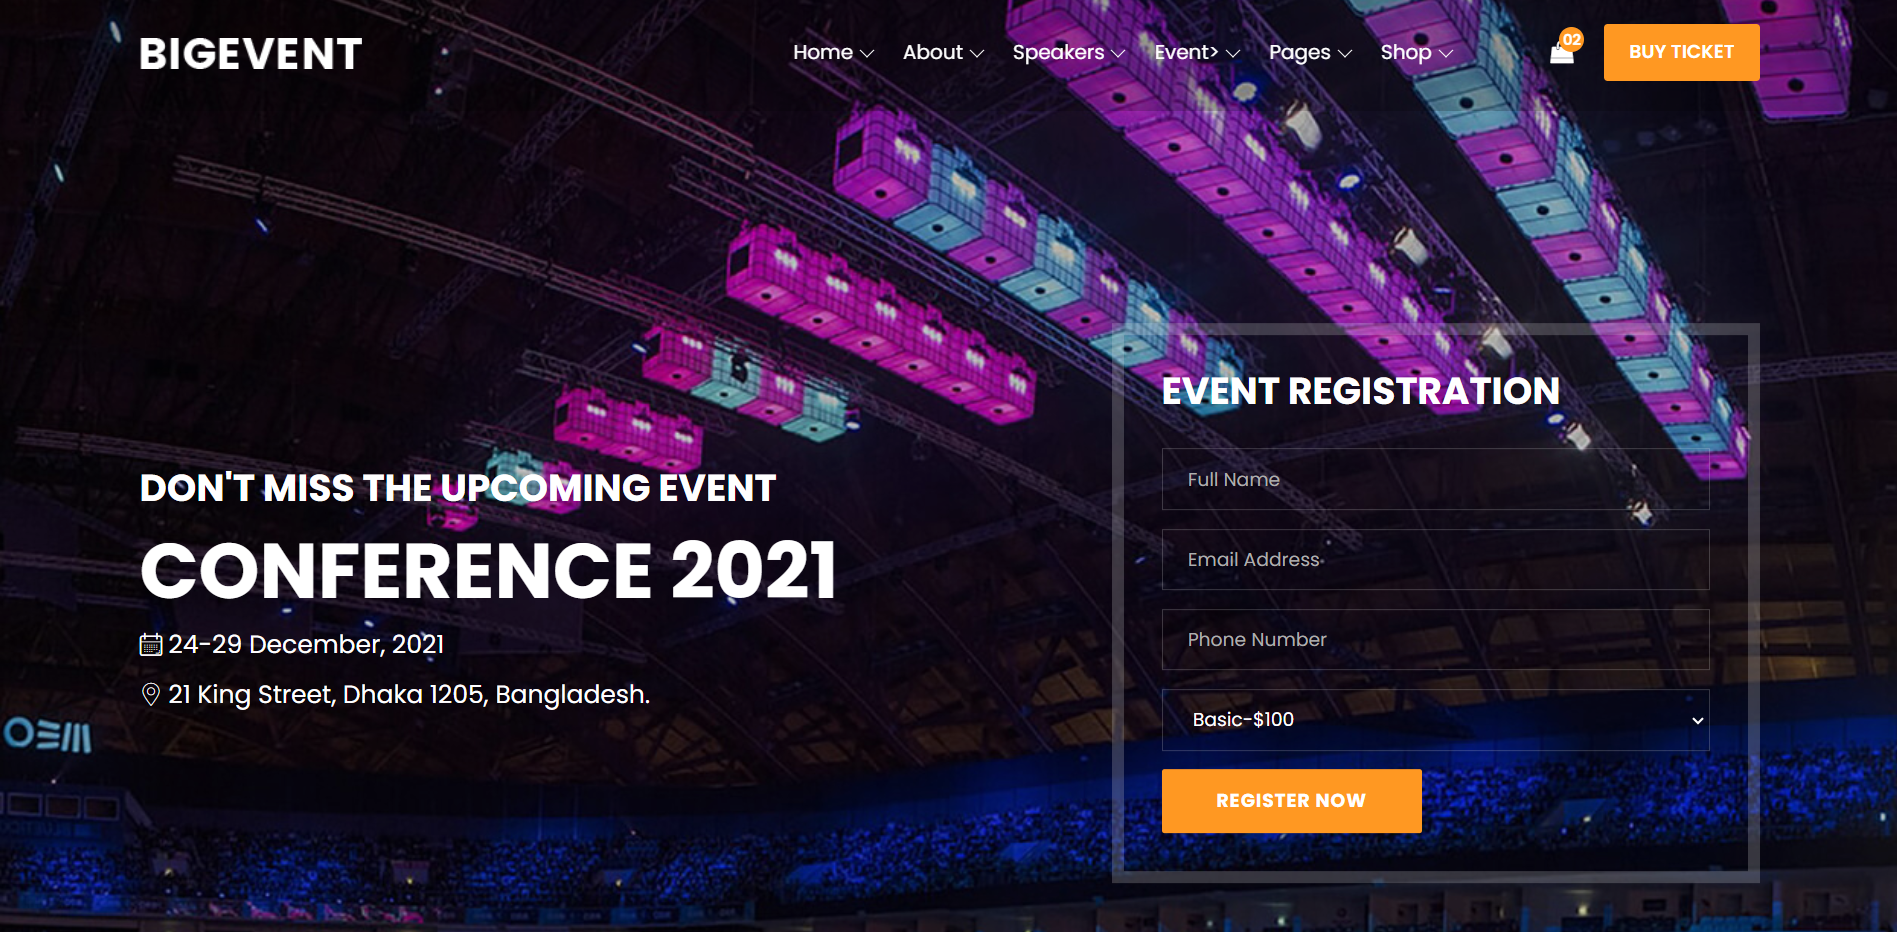 BIGEVENT
Home
About
Speakers
Event>
Pages
Shop
02
BUY TICKET
EVENT REGISTRATION
Full Name
Email Address
Phone Number
Basic-$100
REGISTER NOW
DON'T MISS THE UPCOMING EVENT
CONFERENCE 2021
24-29 December, 2021
21 King Street, Dhaka 1205, Bangladesh.